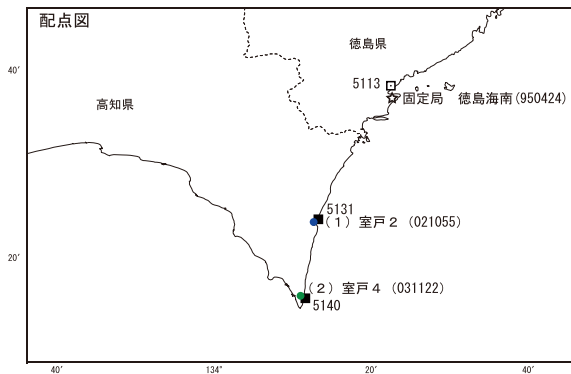 配点図
徳島県
40′
5113
固定局 徳島海南(950424)
高知県
5131
(1)室戸2 (021055)
20′
(2)室戸4 (031122)
5140
40′ 134° 20′ 40′